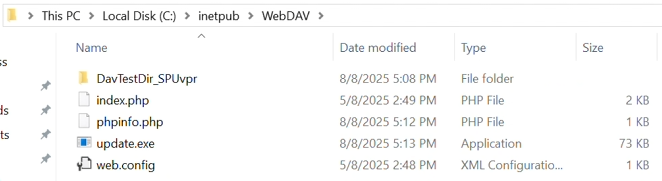 This PC > Local Disk (C:) > inetpub > WebDAV >
Name Date modified Type Size
ss
DavTestDir_SPUvpr 8/8/2025 5:08 PM File folder
index.php 5/8/2025 2:49 PM PHP File 2 KB
ds phpinfo.php 8/8/2025 5:12 PM PHP File 1 KB
ts update.exe 8/8/2025 5:13 PM Application 73 KB
web.config 5/8/2025 2:48 PM XML Configuratio... 1 KB